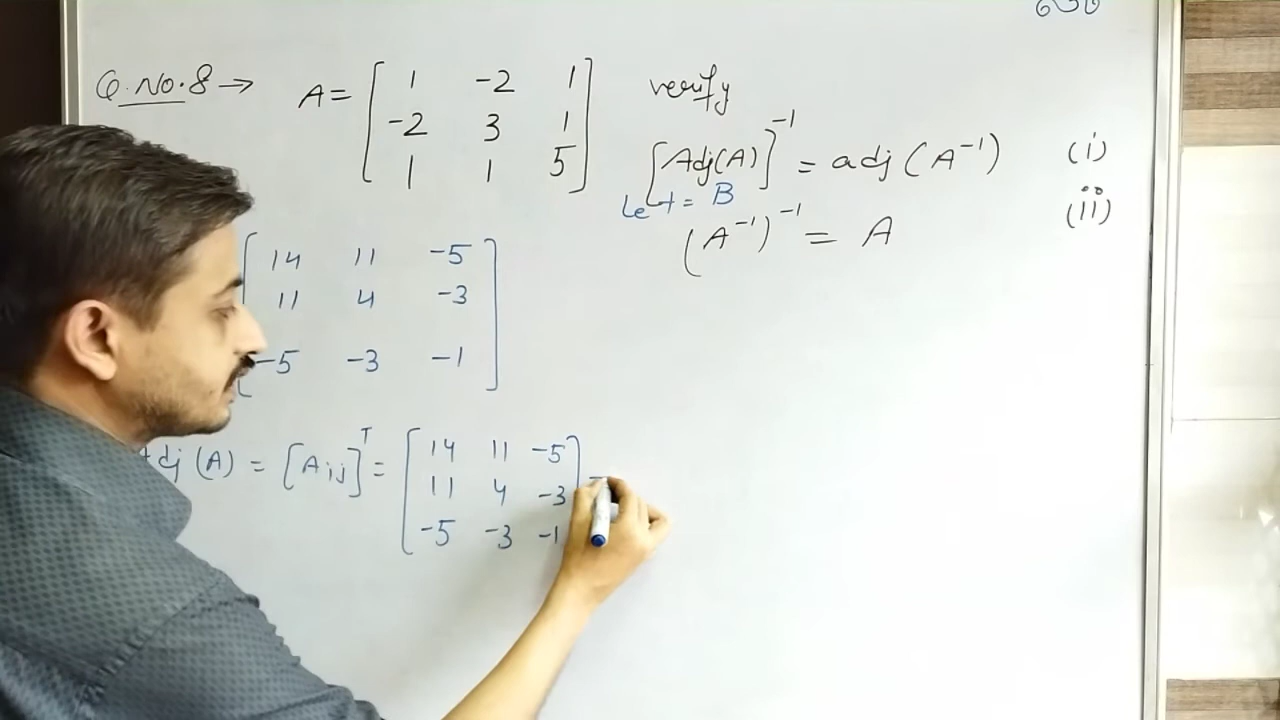 Q.No.8→ A= [ 1 -2 1 verify
-2 3 1
1 1 5 ]
[Adj(A)]⁻¹ = adj(A⁻¹) (i)
Let = B
(A⁻¹)⁻¹ = A (ii)
[ 14 11 -5
11 4 -3
-5 -3 -1 ]
dj(A) = [Aij]ᵀ = [ 14 11 -5
11 4 -3
-5 -3 -1